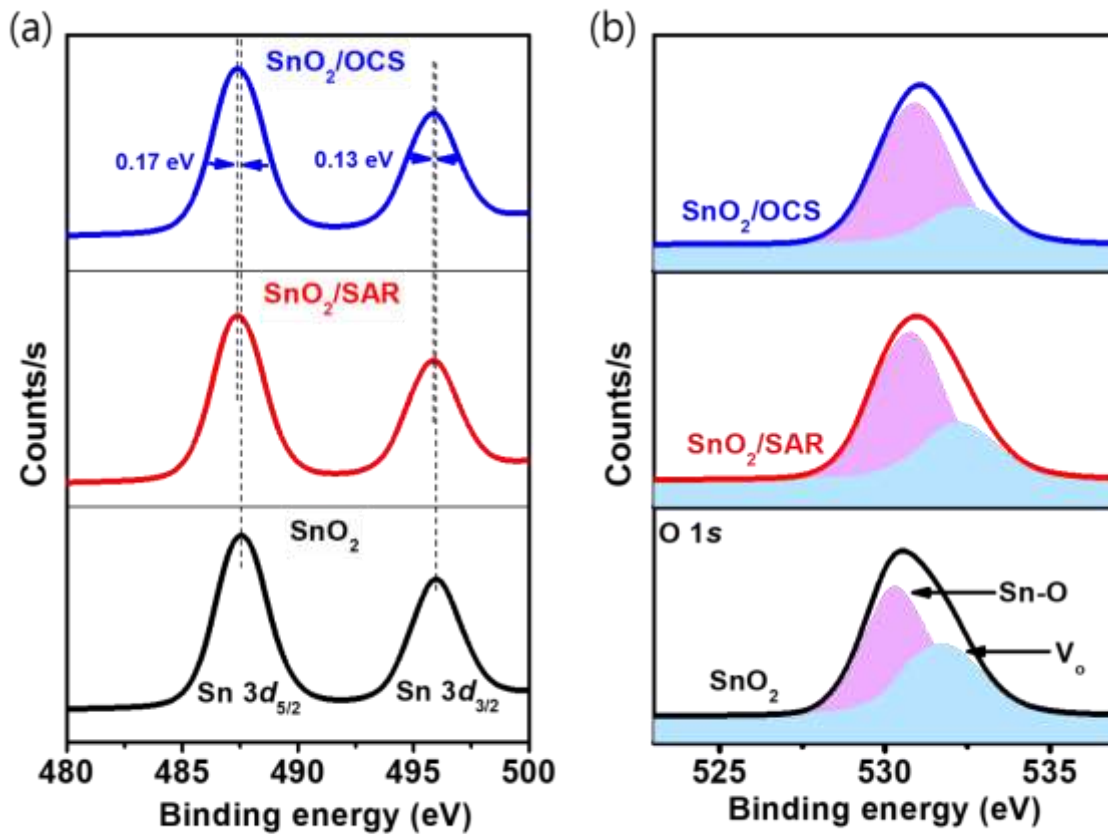 (a)
SnO₂/OCS
0.17 eV
0.13 eV
SnO₂/SAR
SnO₂
Sn 3d₅/₂
Sn 3d₃/₂
Counts/s
480
485
490
495
500
Binding energy (eV)
(b)
SnO₂/OCS
SnO₂/SAR
O 1s
Sn-O
Vₒ
SnO₂
Counts/s
525
530
535
Binding energy (eV)